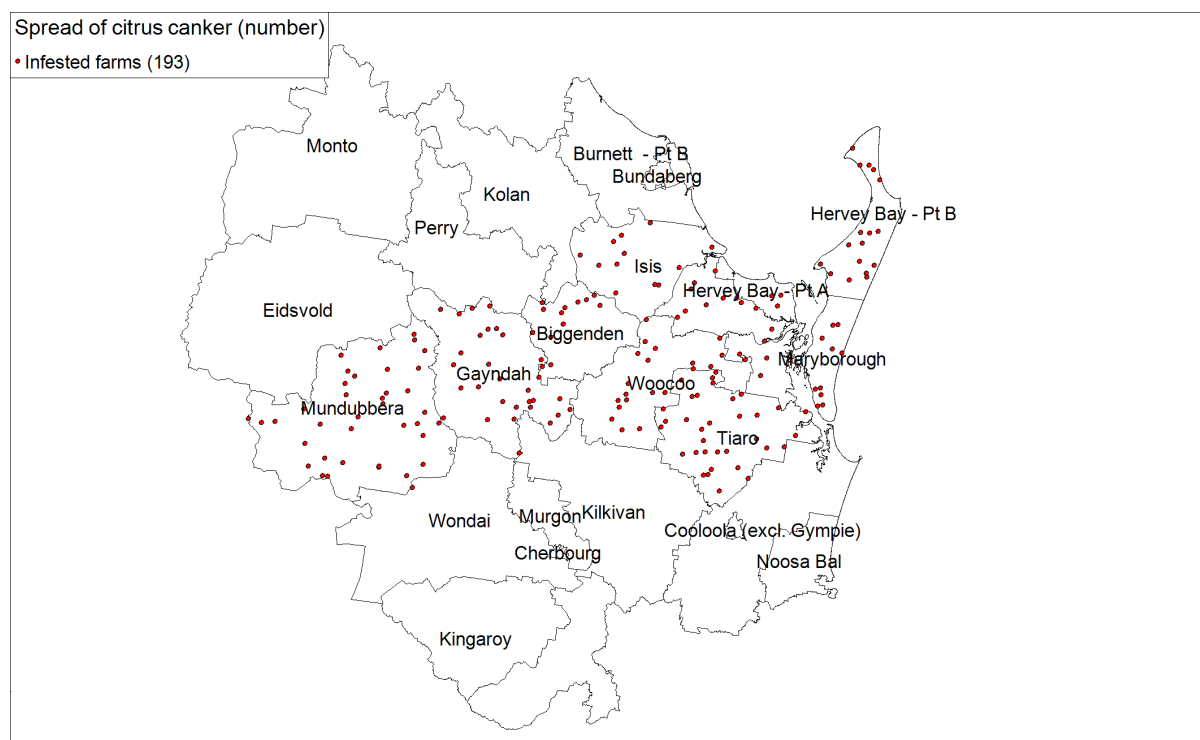 Spread of citrus canker (number)
Infested farms (193)
Monto
Burnett - Pt B
Bundaberg
Kolan
Hervey Bay - Pt B
Perry
Isis
Hervey Bay - Pt A
Eidsvold
Biggenden
Maryborough
Gayndah
Woocoo
Mundubbera
Tiaro
Wondai
Murgon
Kilkivan
Cooloola (excl. Gympie)
Cherbourg
Noosa Bal
Kingaroy